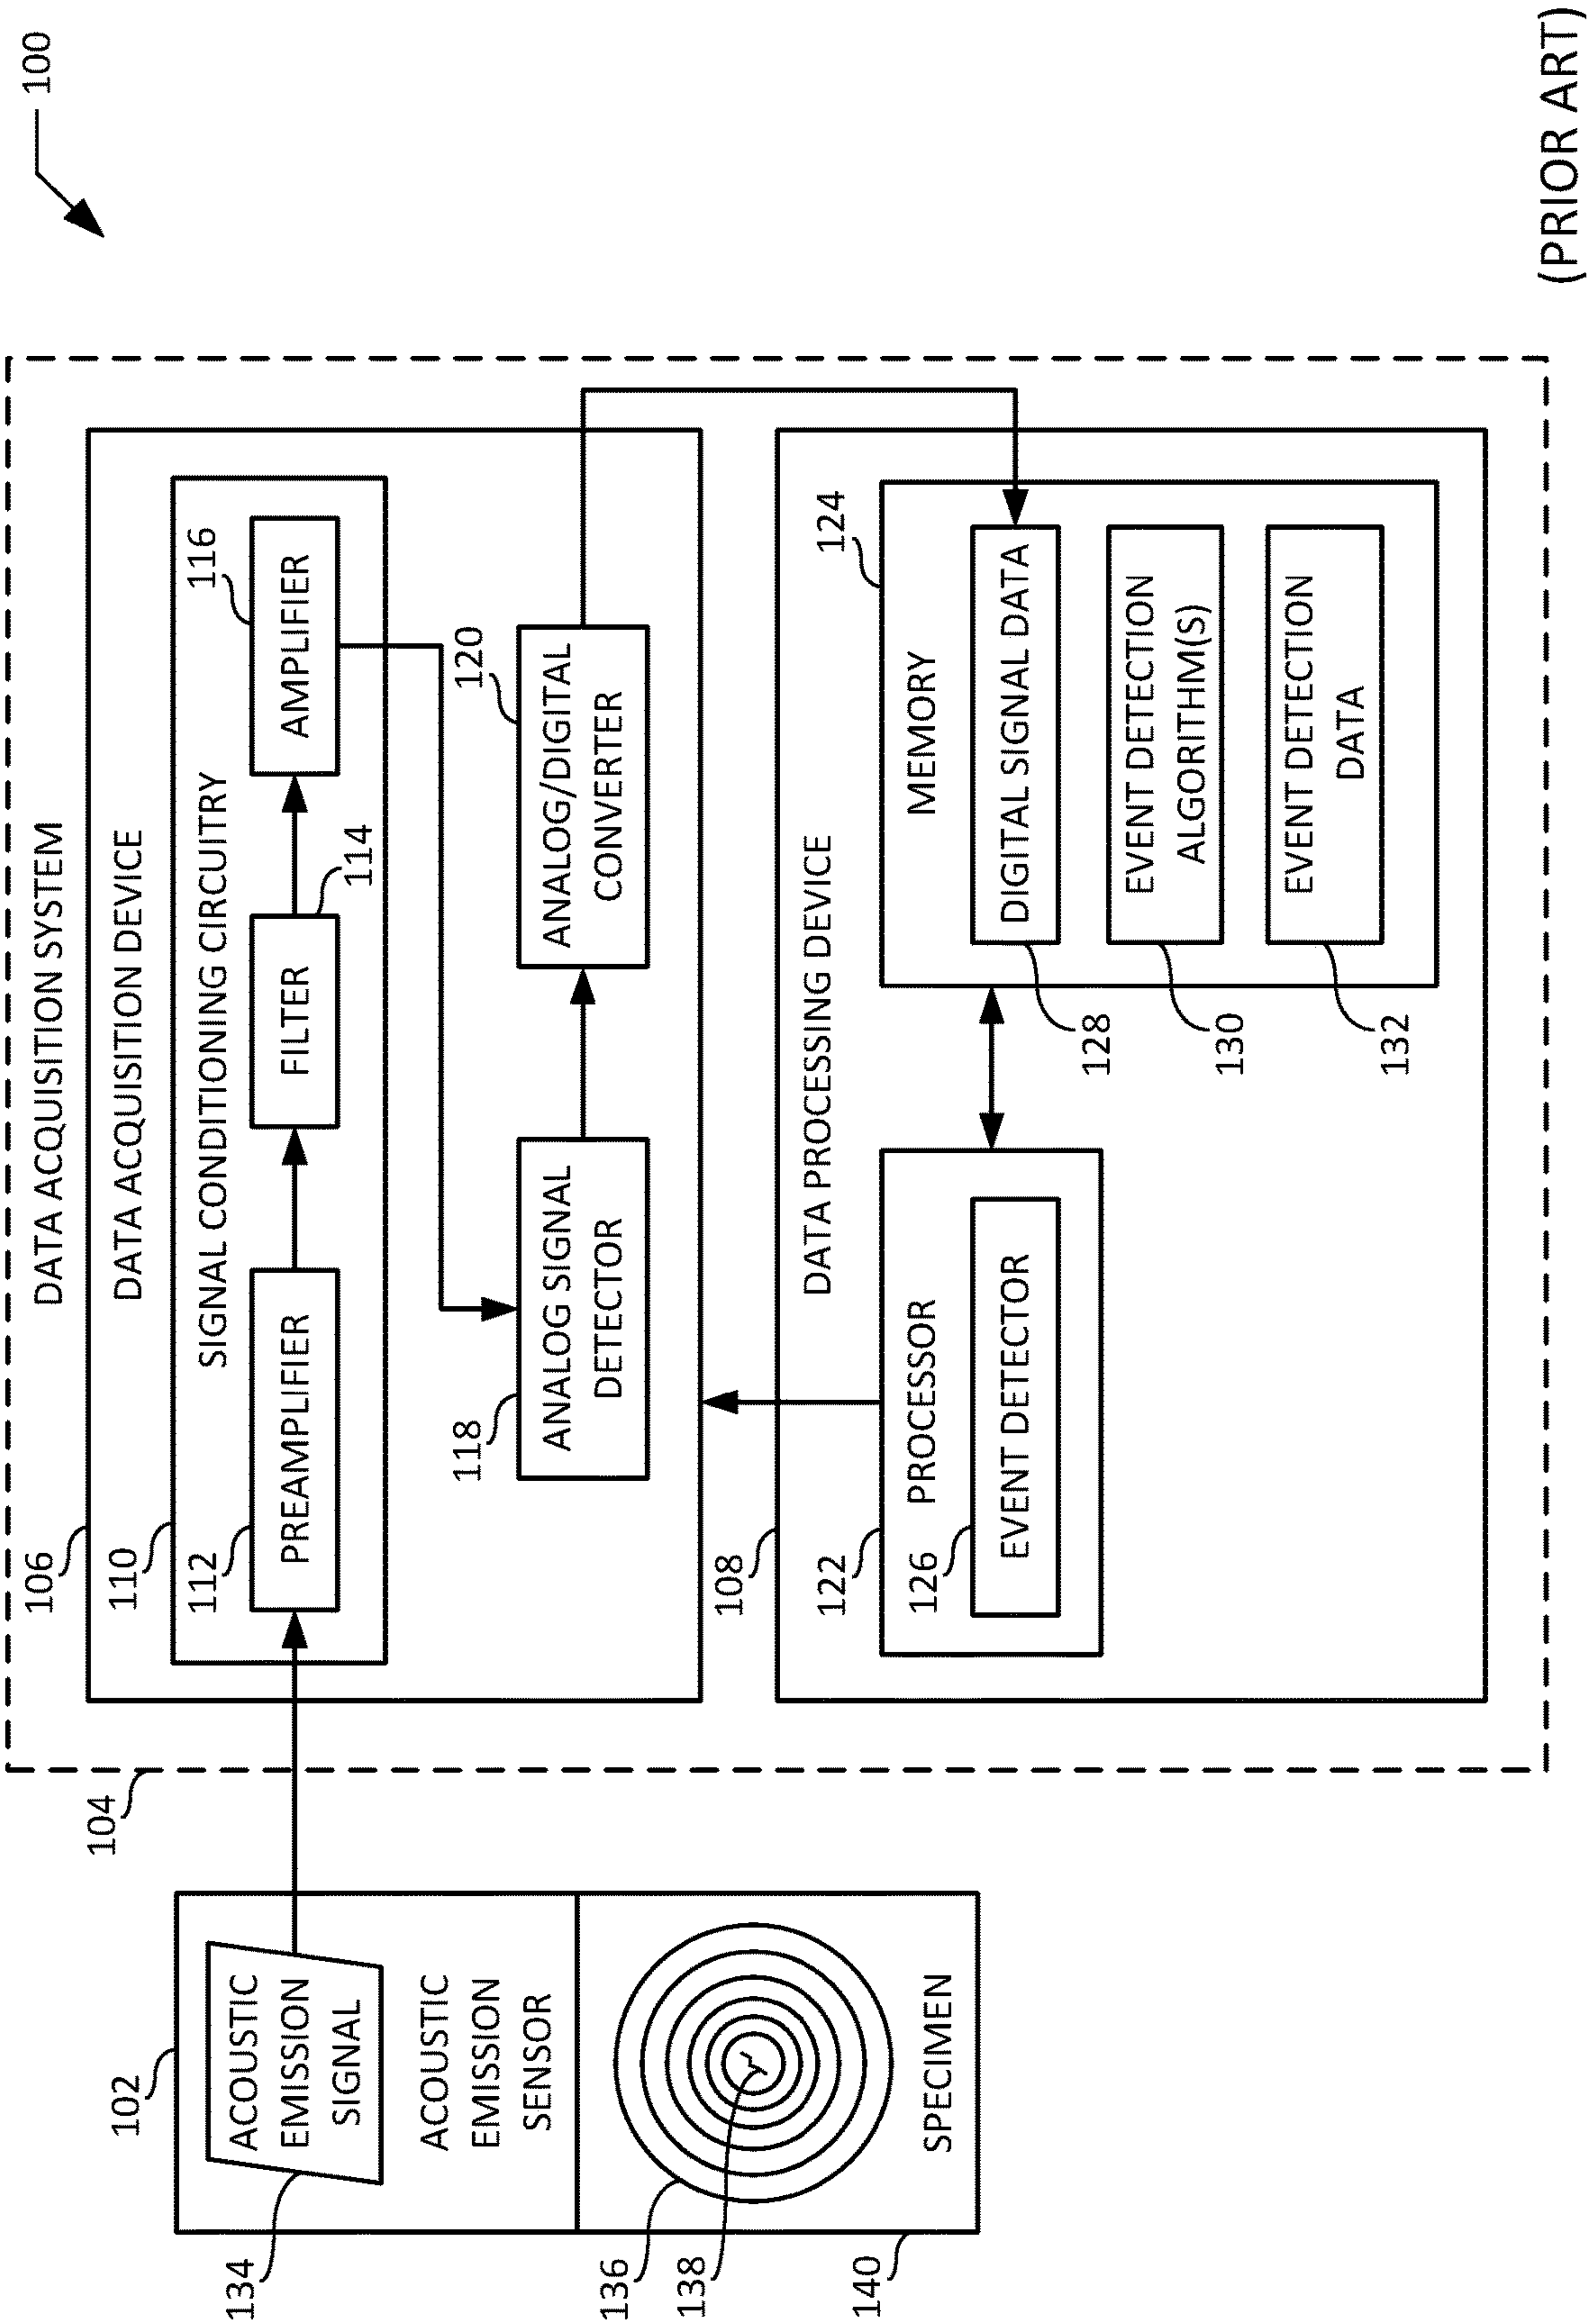 100
DATA ACQUISITION SYSTEM
104
106
DATA ACQUISITION DEVICE
110
SIGNAL CONDITIONING CIRCUITRY
112
PREAMPLIFIER
FILTER
114
116
AMPLIFIER
118
ANALOG SIGNAL
DETECTOR
120
ANALOG/DIGITAL
CONVERTER
102
ACOUSTIC
EMISSION
SIGNAL
134
ACOUSTIC
EMISSION
SENSOR
136
138
SPECIMEN
140
108
DATA PROCESSING DEVICE
122
PROCESSOR
126
EVENT DETECTOR
124
MEMORY
DIGITAL SIGNAL DATA
128
EVENT DETECTION
ALGORITHM(S)
130
EVENT DETECTION
DATA
132
(PRIOR ART)